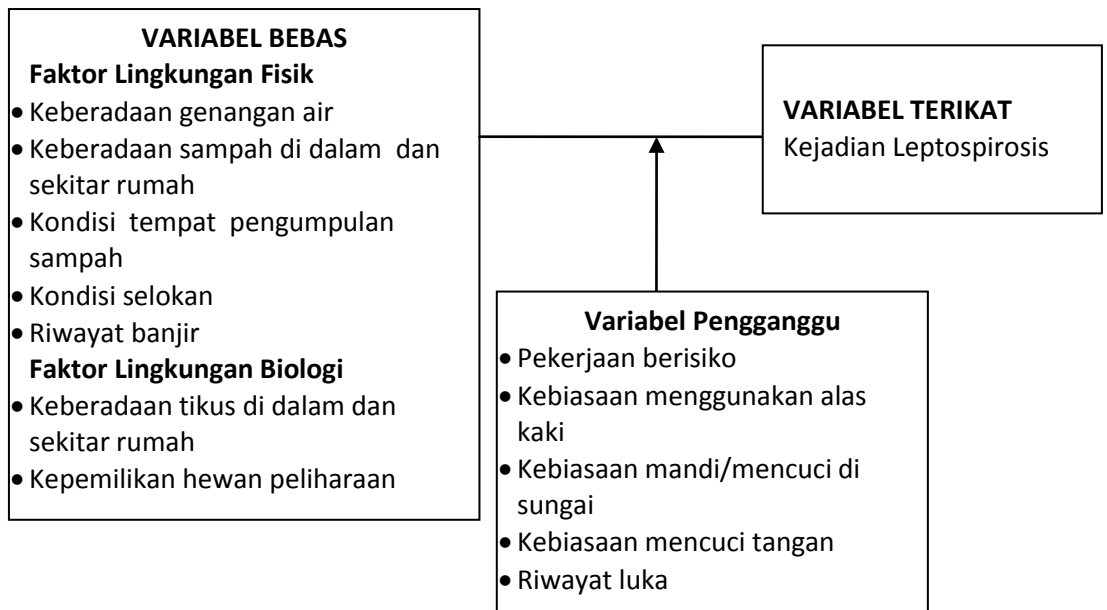 VARIABEL BEBAS
Faktor Lingkungan Fisik
• Keberadaan genangan air
• Keberadaan sampah di dalam dan
sekitar rumah
• Kondisi tempat pengumpulan
sampah
• Kondisi selokan
• Riwayat banjir
Faktor Lingkungan Biologi
• Keberadaan tikus di dalam dan
sekitar rumah
• Kepemilikan hewan peliharaan
VARIABEL TERIKAT
Kejadian Leptospirosis
Variabel Pengganggu
• Pekerjaan berisiko
• Kebiasaan menggunakan alas
kaki
• Kebiasaan mandi/mencuci di
sungai
• Kebiasaan mencuci tangan
• Riwayat luka